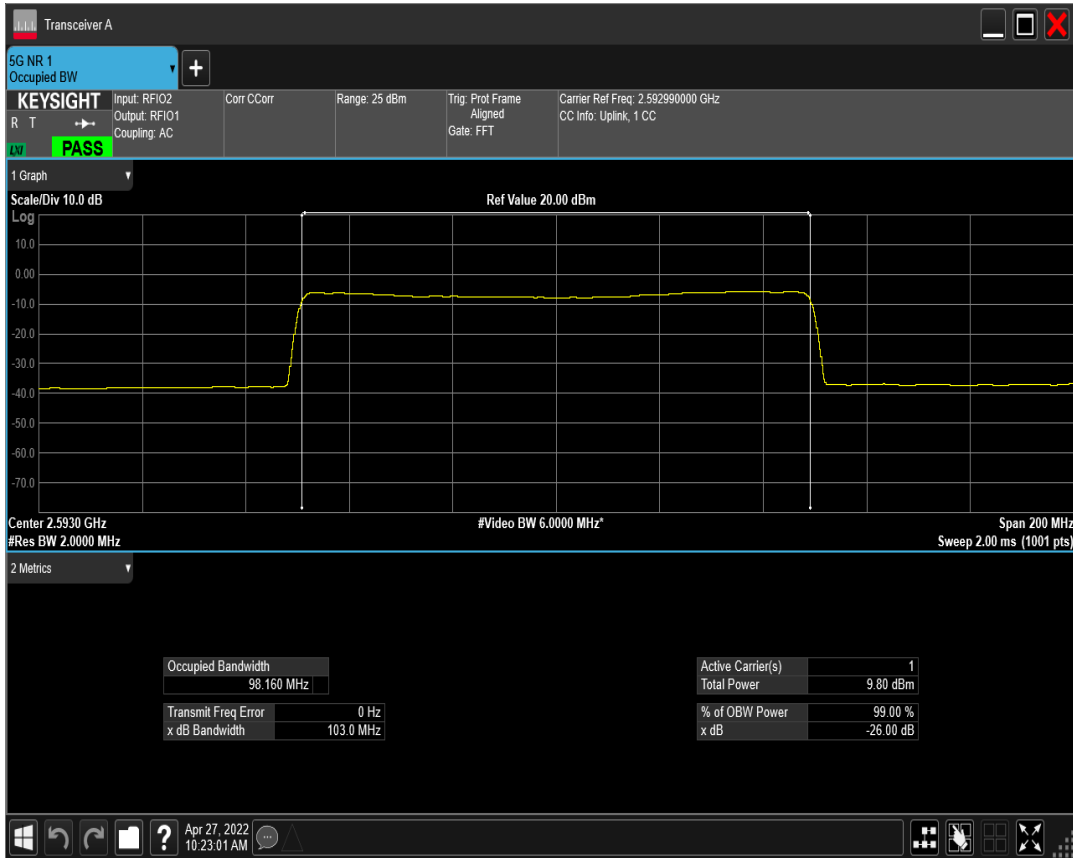 Transceiver A
5G NR 1
Occupied BW
+
KEYSIGHT
R T
LXI
PASS
Input: RFIO2
Output: RFIO1
Coupling: AC
Corr CCorr
Range: 25 dBm
Trig: Prot Frame
Aligned
Gate: FFT
Carrier Ref Freq: 2.592990000 GHz
CC Info: Uplink, 1 CC
1 Graph
Scale/Div 10.0 dB
Ref Value 20.00 dBm
Log
10.0
0.00
-10.0
-20.0
-30.0
-40.0
-50.0
-60.0
-70.0
Center 2.5930 GHz
#Video BW 6.0000 MHz*
Span 200 MHz
#Res BW 2.0000 MHz
Sweep 2.00 ms (1001 pts)
2 Metrics
Occupied Bandwidth
98.160 MHz
Transmit Freq Error 0 Hz
x dB Bandwidth 103.0 MHz
Active Carrier(s) 1
Total Power 9.80 dBm
% of OBW Power 99.00 %
x dB -26.00 dB
?
Apr 27, 2022
10:23:01 AM